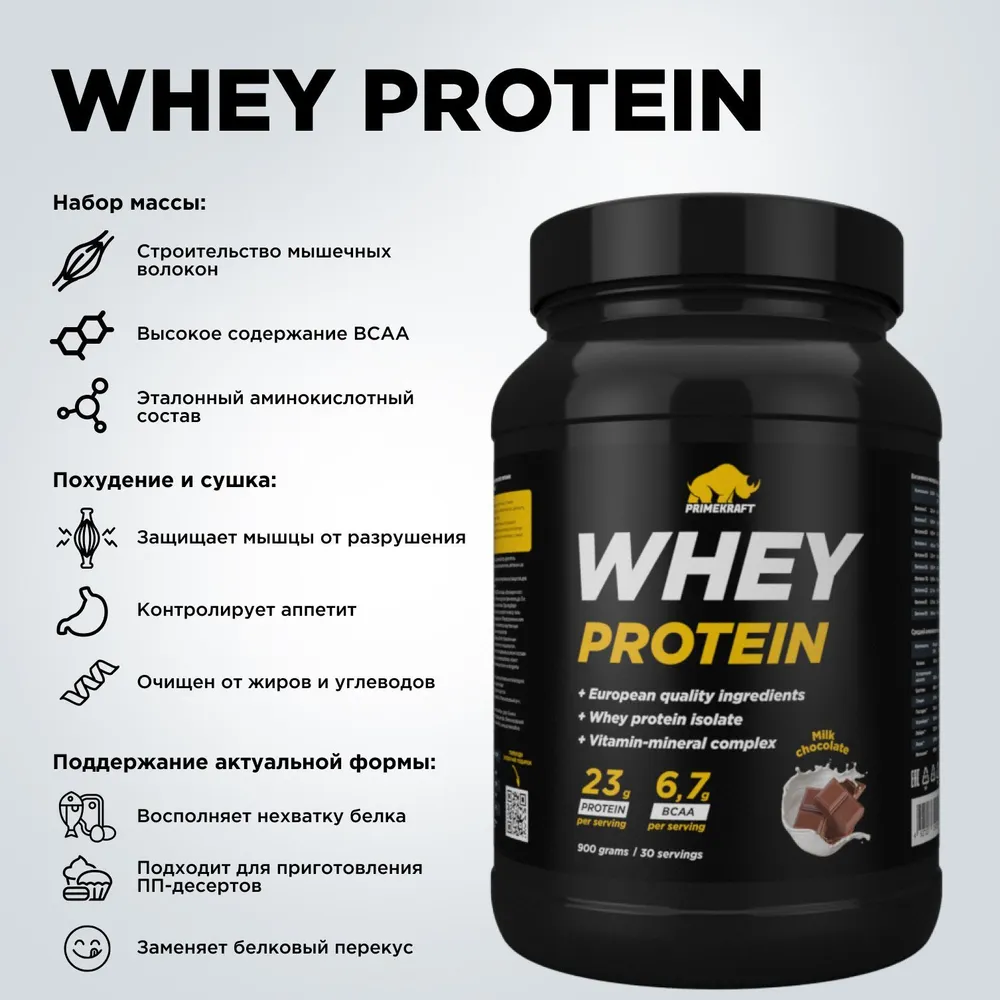 WHEY PROTEIN
Набор массы:
Строительство мышечных
волокон
Высокое содержание BCAA
Эталонный аминокислотный
состав
Похудение и сушка:
Защищает мышцы от разрушения
Контролирует аппетит
Очищен от жиров и углеводов
Поддержание актуальной формы:
Восполняет нехватку белка
Подходит для приготовления
ПП-десертов
Заменяет белковый перекус
PRIMEKRAFT
WHEY
PROTEIN
+ European quality ingredients
+ Whey protein isolate
+ Vitamin-mineral complex
Milk
chocolate
23g
PROTEIN
per serving
6,7g
BCAA
per serving
900 grams / 30 servings
EAC